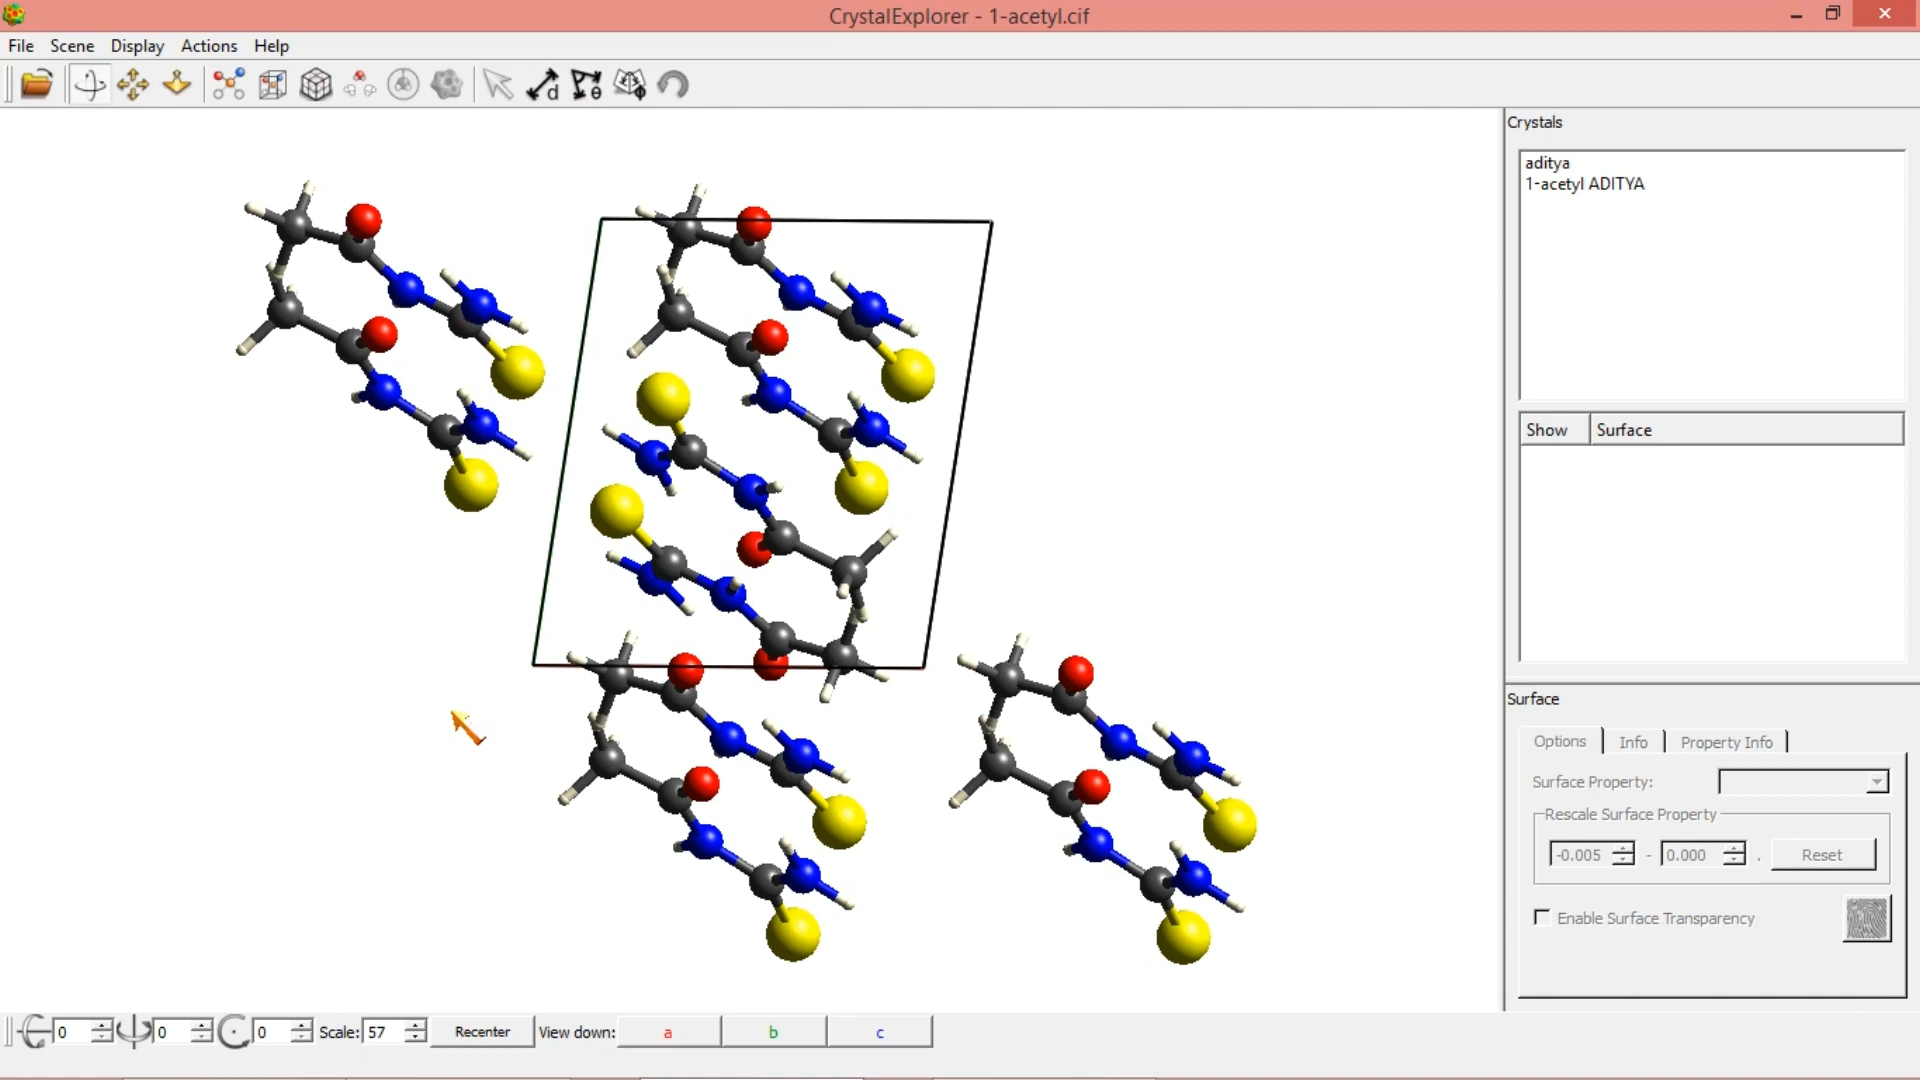 CrystalExplorer - 1-acetyl.cif
File Scene Display Actions Help
d θ ϕ
Crystals
aditya
1-acetyl ADITYA
Show Surface
Surface
Options Info Property Info
Surface Property:
Rescale Surface Property
-0.005 - 0.000 . Reset
Enable Surface Transparency
0 0 0 Scale: 57 Recenter View down: a b c